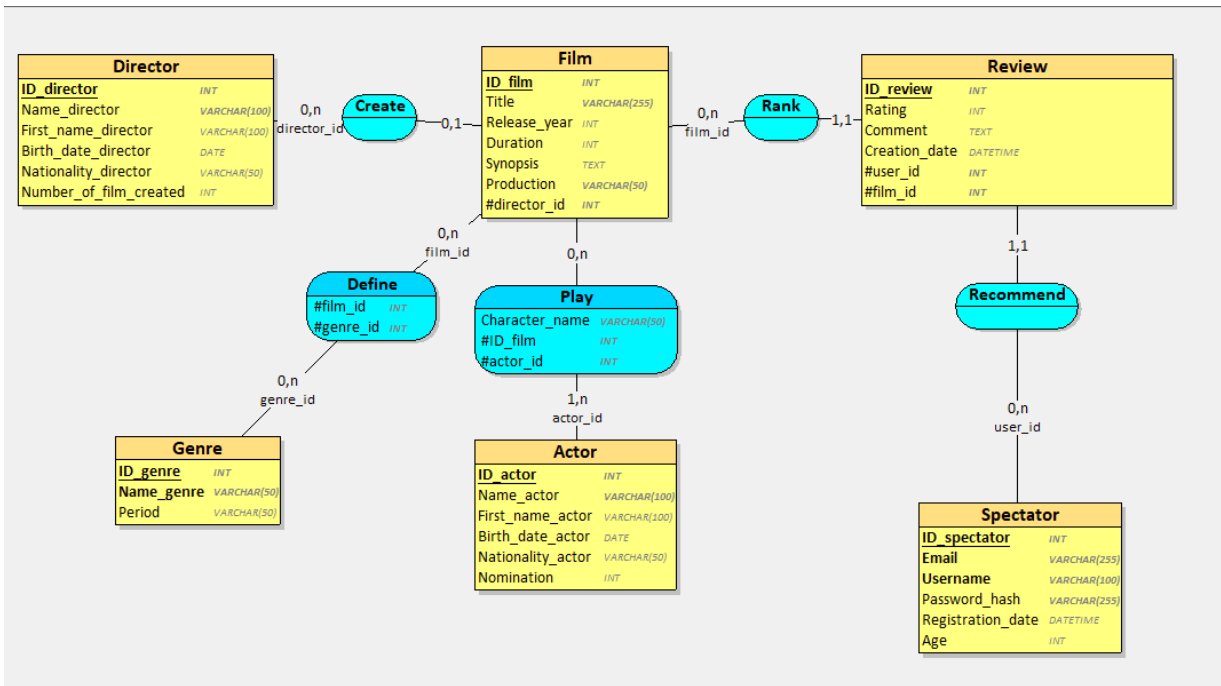 Director
ID_director INT
Name_director VARCHAR(100)
First_name_director VARCHAR(100)
Birth_date_director DATE
Nationality_director VARCHAR(50)
Number_of_film_created INT
0,n
director_id
Create
0,1
Film
ID_film INT
Title VARCHAR(255)
Release_year INT
Duration INT
Synopsis TEXT
Production VARCHAR(50)
#director_id INT
0,n
film_id
Rank
1,1
Review
ID_review INT
Rating INT
Comment TEXT
Creation_date DATETIME
#user_id INT
#film_id INT
0,n
film_id
Define
#film_id INT
#genre_id INT
0,n
genre_id
Genre
ID_genre INT
Name_genre VARCHAR(50)
Period VARCHAR(50)
0,n
Play
Character_name VARCHAR(50)
#ID_film INT
#actor_id INT
1,n
actor_id
Actor
ID_actor INT
Name_actor VARCHAR(100)
First_name_actor VARCHAR(100)
Birth_date_actor DATE
Nationality_actor VARCHAR(50)
Nomination INT
1,1
Recommend
0,n
user_id
Spectator
ID_spectator INT
Email VARCHAR(255)
Username VARCHAR(100)
Password_hash VARCHAR(255)
Registration_date DATETIME
Age INT